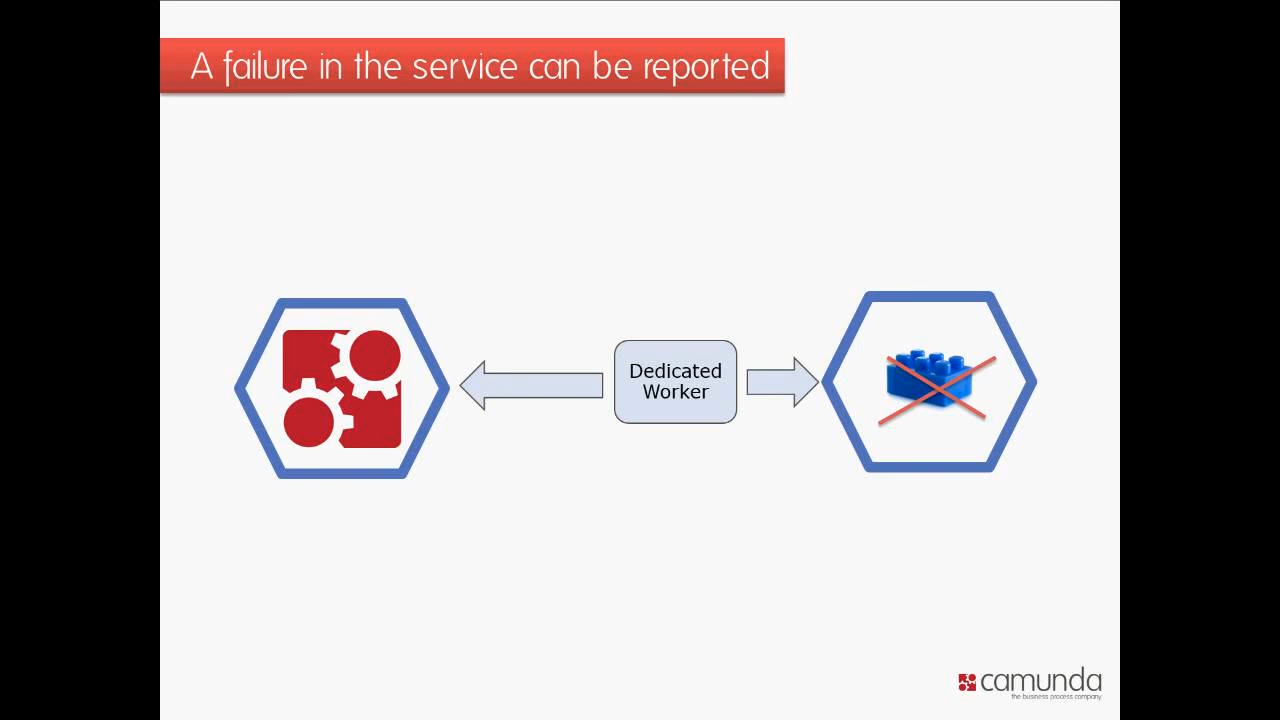 A failure in the service can be reported
Dedicated
Worker
camunda
the business process company